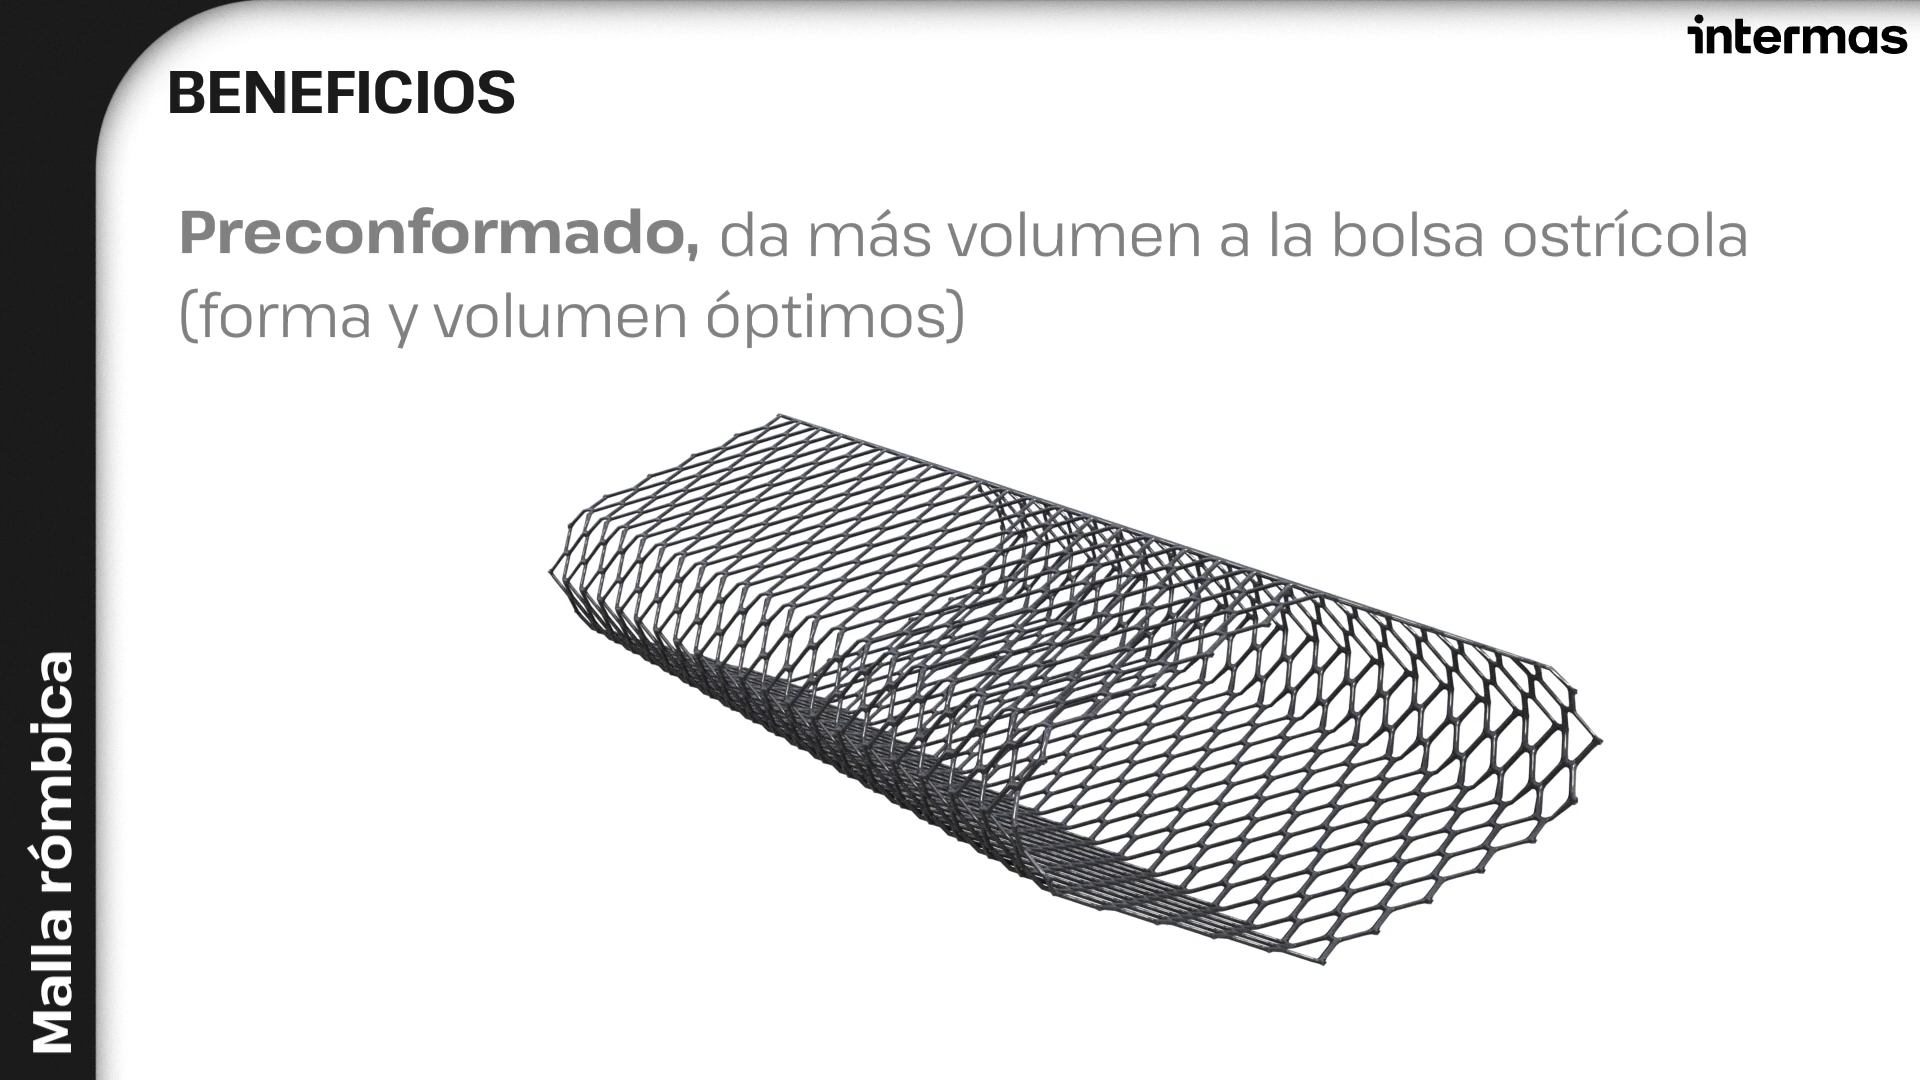 intermas
BENEFICIOS
Preconformado, da más volumen a la bolsa ostrícola
(forma y volumen óptimos)
Malla rómbica